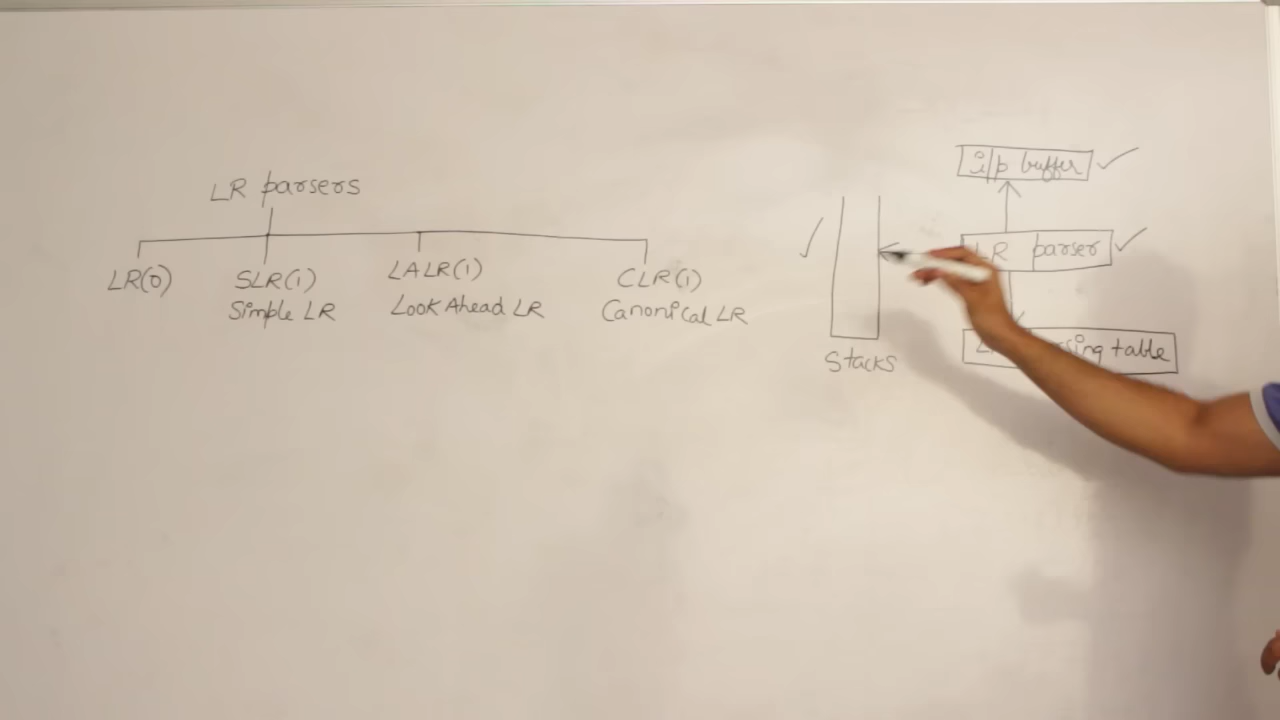 LR parsers
LR(0)
SLR(1)
Simple LR
LALR(1)
Look Ahead LR
CLR(1)
Canonical LR
Stacks
i/p buffer
LR parser
table